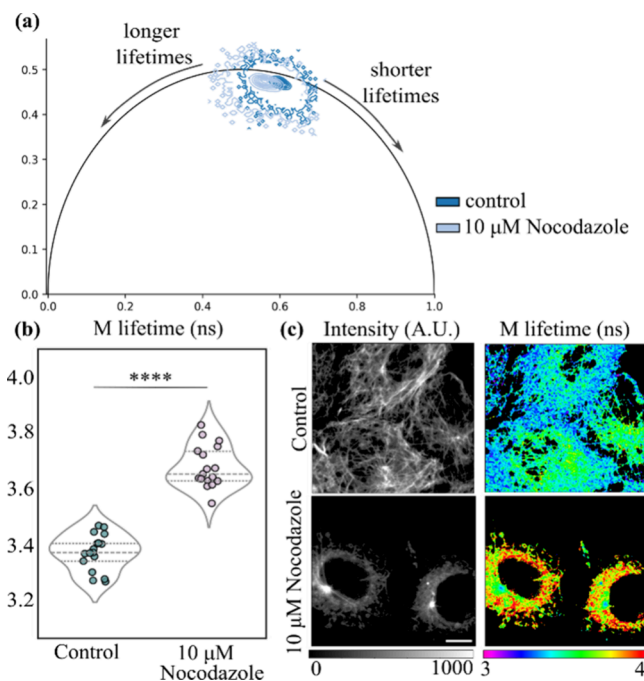 (a)
longer
lifetimes
shorter
lifetimes
0.5
0.4
0.3
0.2
0.1
0.0
0.0 0.2 0.4 0.6 0.8 1.0
control
10 μM Nocodazole
(b) M lifetime (ns)
4.0
3.8
3.6
3.4
3.2
****
Control 10 μM
Nocodazole
(c) Intensity (A.U.) M lifetime (ns)
Control
10 μM Nocodazole
0 1000 3 4